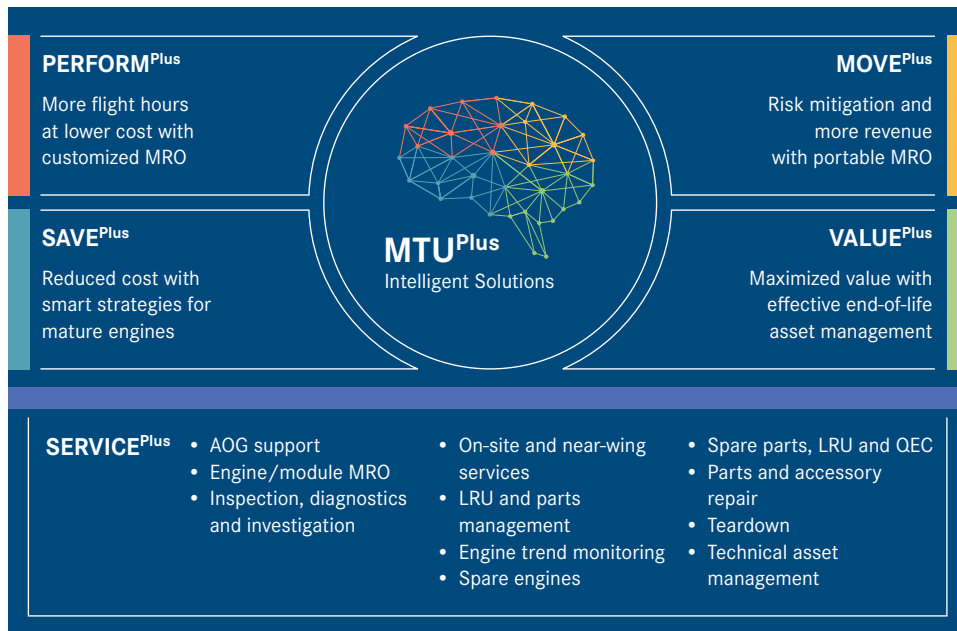 PERFORMPlus
More flight hours
at lower cost with
customized MRO
MOVEPlus
Risk mitigation and
more revenue
with portable MRO
MTUPlus
Intelligent Solutions
SAVEPlus
Reduced cost with
smart strategies for
mature engines
VALUEPlus
Maximized value with
effective end-of-life
asset management
SERVICEPlus
• AOG support
• Engine/module MRO
• Inspection, diagnostics
and investigation
• On-site and near-wing
services
• LRU and parts
management
• Engine trend monitoring
• Spare engines
• Spare parts, LRU and QEC
• Parts and accessory
repair
• Teardown
• Technical asset
management